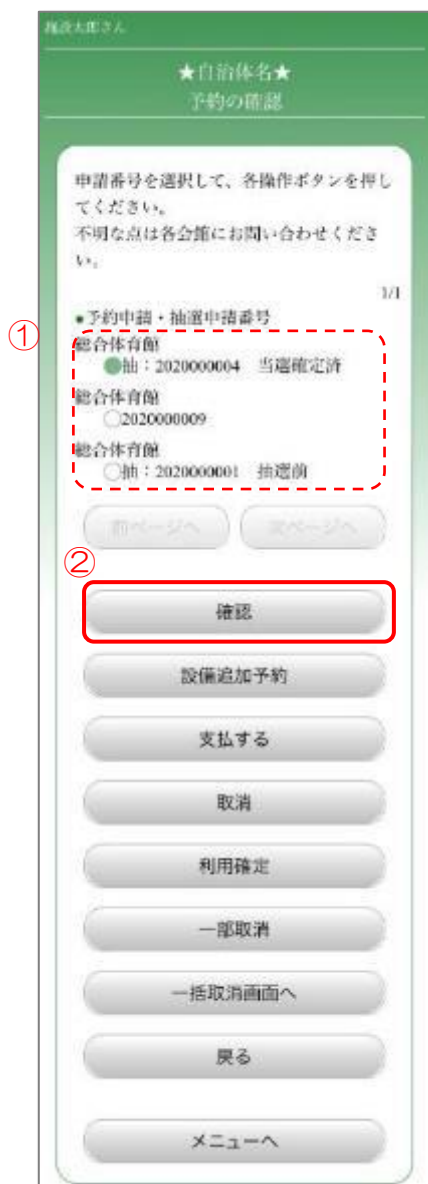 施設太郎さん
★自治体名★
予約の確認
申請番号を選択して、各操作ボタンを押し
てください。
不明な点は各会館にお問い合わせくださ
い。
1/1
●予約申請・抽選申請番号
①
総合体育館
抽：2020000004 当選確定済
総合体育館
2020000009
総合体育館
抽：2020000001 抽選前
前ページへ 次ページへ
②
確認
設備追加予約
支払する
取消
利用確定
一部取消
一括取消画面へ
戻る
メニューへ